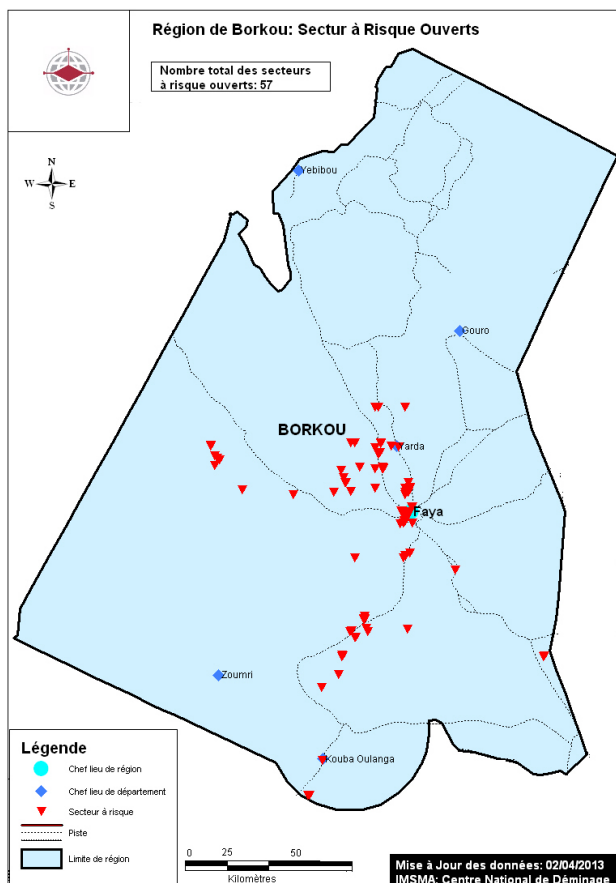 Région de Borkou: Sectur à Risque Ouverts
Nombre total des secteurs
à risque ouverts: 57
N
W E
S
Yebibou
Gouro
BORKOU
Yarda
Faya
Zoumri
Kouba Oulanga
Légende
Chef lieu de région
Chef lieu de département
Secteur à risque
Piste
Limite de région
0 25 50
Kilomètres
Mise à Jour des données: 02/04/2013
IMSMA: Centre National de Déminage